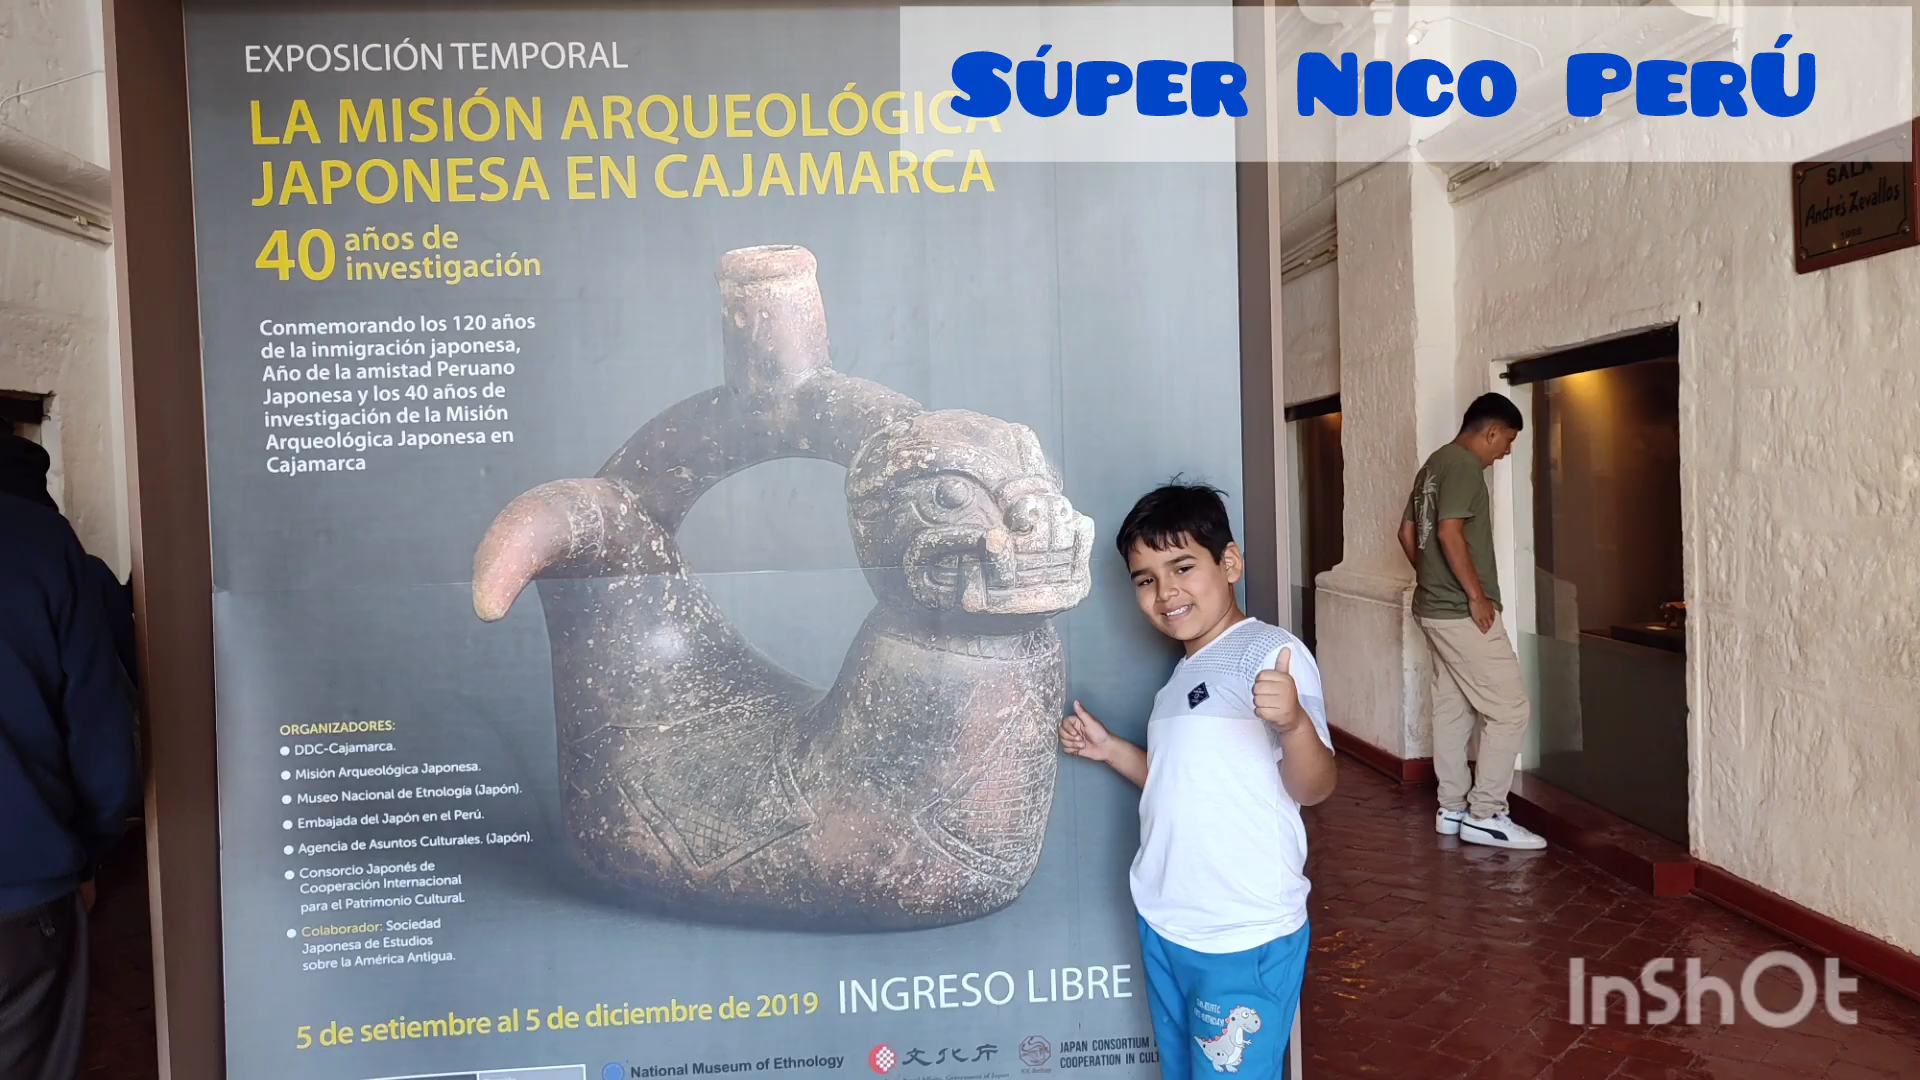 EXPOSICIÓN TEMPORAL
LA MISIÓN ARQUEOLÓGICA
JAPONESA EN CAJAMARCA
40 años de
investigación
Conmemorando los 120 años
de la inmigración japonesa,
Año de la amistad Peruano
Japonesa y los 40 años de
investigación de la Misión
Arqueológica Japonesa en
Cajamarca
ORGANIZADORES:
DDC-Cajamarca.
Misión Arqueológica Japonesa.
Museo Nacional de Etnología (Japón).
Embajada del Japón en el Perú.
Agencia de Asuntos Culturales. (Japón).
Consorcio Japonés de
Cooperación Internacional
para el Patrimonio Cultural.
Colaborador: Sociedad
Japonesa de Estudios
sobre la América Antigua.
5 de setiembre al 5 de diciembre de 2019 INGRESO LIBRE
National Museum of Ethnology
文化庁
JAPAN CONSORTIUM
COOPERATION IN
SÚPER NICO PERÚ
SALA
Andrés Zevallos
InShOt